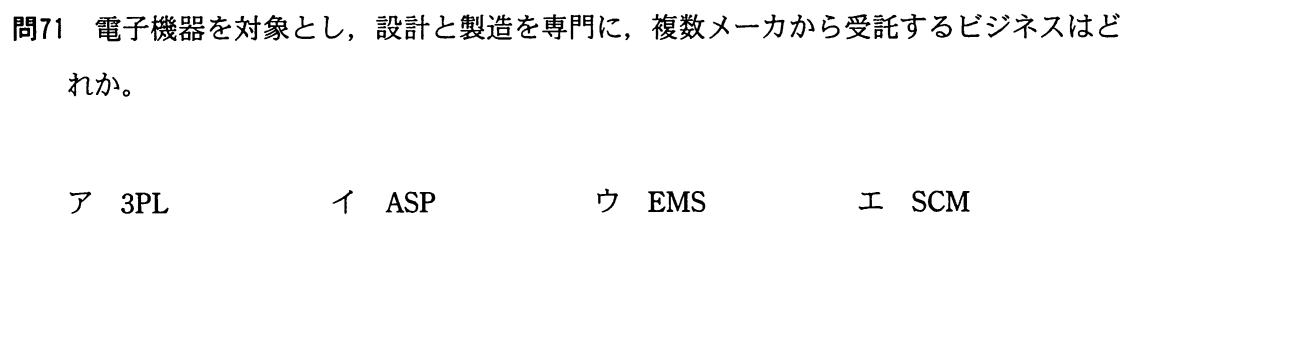 問71　電子機器を対象とし，設計と製造を専門に，複数メーカから受託するビジネスはど
れか。
ア　3PL　イ　ASP　ウ　EMS　エ　SCM